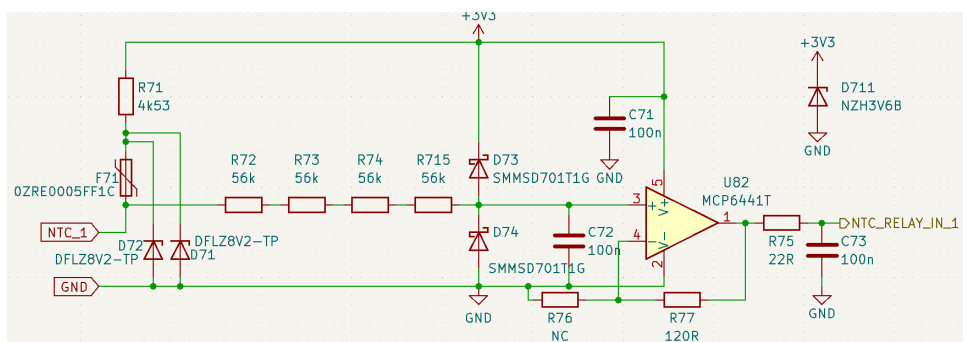 +3V3
R71
4k53
F71
0ZRE0005FF1C
NTC_1
D72
DFLZ8V2-TP
DFLZ8V2-TP
D71
GND
R72
56k
R73
56k
R74
56k
R715
56k
D73
SMMSD701T1G
D74
SMMSD701T1G
GND
C71
100n
GND
C72
100n
U82
MCP6441T
3
+
4
-
5
V+
V-
2
1
R76
NC
R77
120R
R75
22R
NTC_RELAY_IN_1
C73
100n
GND
+3V3
D711
NZH3V6B
GND